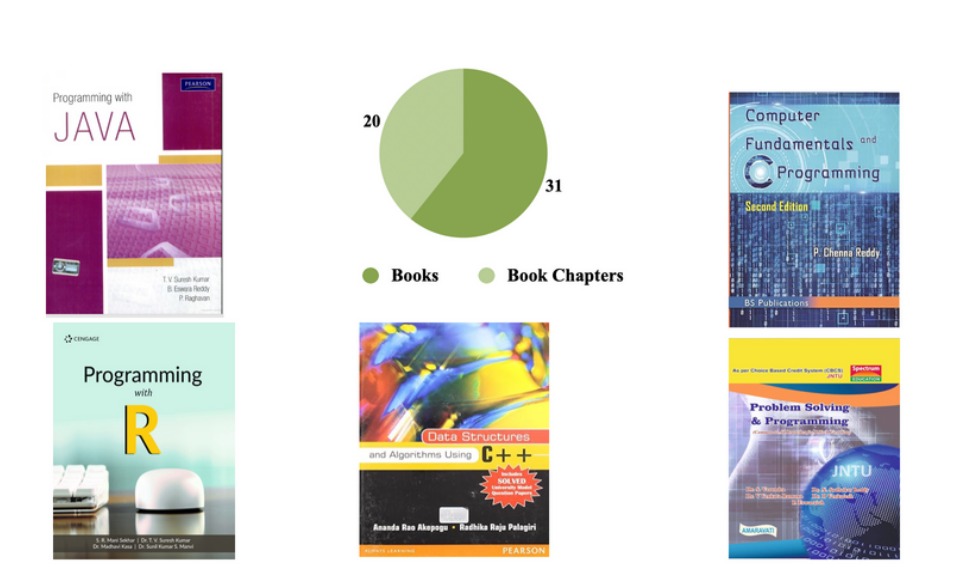 PEARSON
Programming with
JAVA
T. V. Suresh Kumar
B. Eswara Reddy
P. Raghavan
20
31
Books
Book Chapters
Computer
Fundamentals and
C Programming
Second Edition
P. Chenna Reddy
BS Publications
CENGAGE
Programming
with
R
S. R. Mani Sekhar | Dr. T. V. Suresh Kumar
Dr. Madhavi Kasa | Dr. Sunil Kumar S. Manvi
Data Structures
and Algorithms Using C++
Includes
SOLVED
University Model
Question Papers
Ananda Rao Akepogu • Radhika Raju Palagiri
ALWAYS LEARNING
PEARSON
As per Choice Based Credit System (CBCS)
JNTU
Spectrum
EDUCATION
Problem Solving
& Programming
JNTU
AMARAVATI